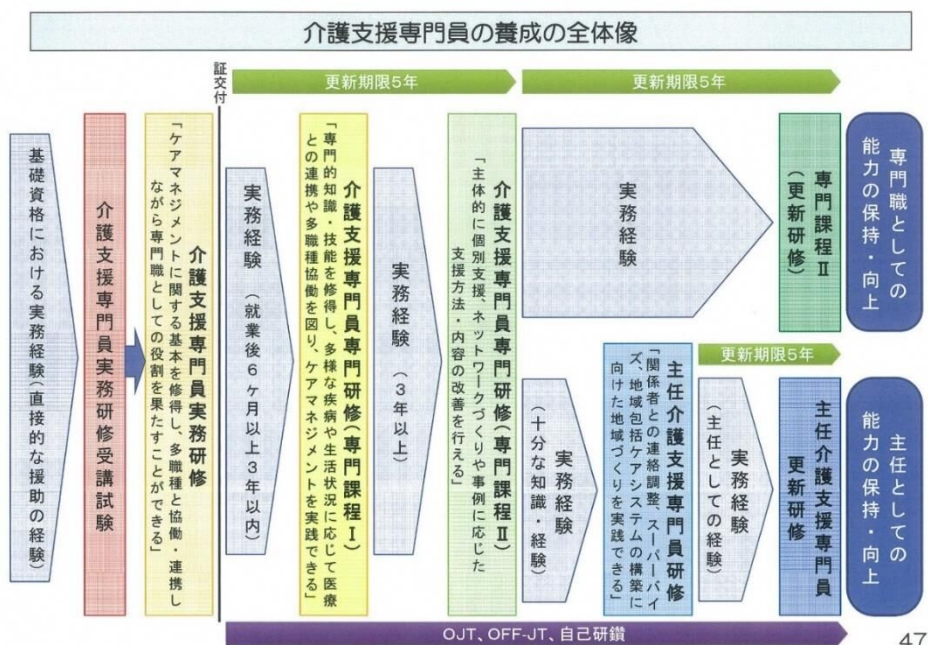 介護支援専門員の養成の全体像
証交付
更新期限5年
更新期限5年
基礎資格における実務経験(直接的な援助の経験)
介護支援専門員実務研修受講試験
介護支援専門員実務研修
「ケアマネジメントに関する基本を修得し、多職種と協働・連携し
ながら専門職としての役割を果たすことができる」
実務経験(就業後6ヶ月以上3年以内)
介護支援専門員専門研修(専門課程Ⅰ)
「専門的知識・技能を修得し、多様な疾病や生活状況に応じて医療
との連携や多職種協働を図り、ケアマネジメントを実践できる」
実務経験(3年以上)
介護支援専門員専門研修(専門課程Ⅱ)
「主体的に個別支援、ネットワークづくりや事例に応じた
支援方法・内容の改善を行える」
実務経験
専門課程Ⅱ
(更新研修)
専門職としての
能力の保持・向上
実務経験
(十分な知識・経験)
主任介護支援専門員研修
「関係者との連絡調整、スーパーバイ
ズ、地域包括ケアシステムの構築に
向けた地域づくりを実践できる」
更新期限5年
実務経験
(主任としての経験)
主任介護支援専門員
更新研修
主任としての
能力の保持・向上
OJT、OFF-JT、自己研鑽
47